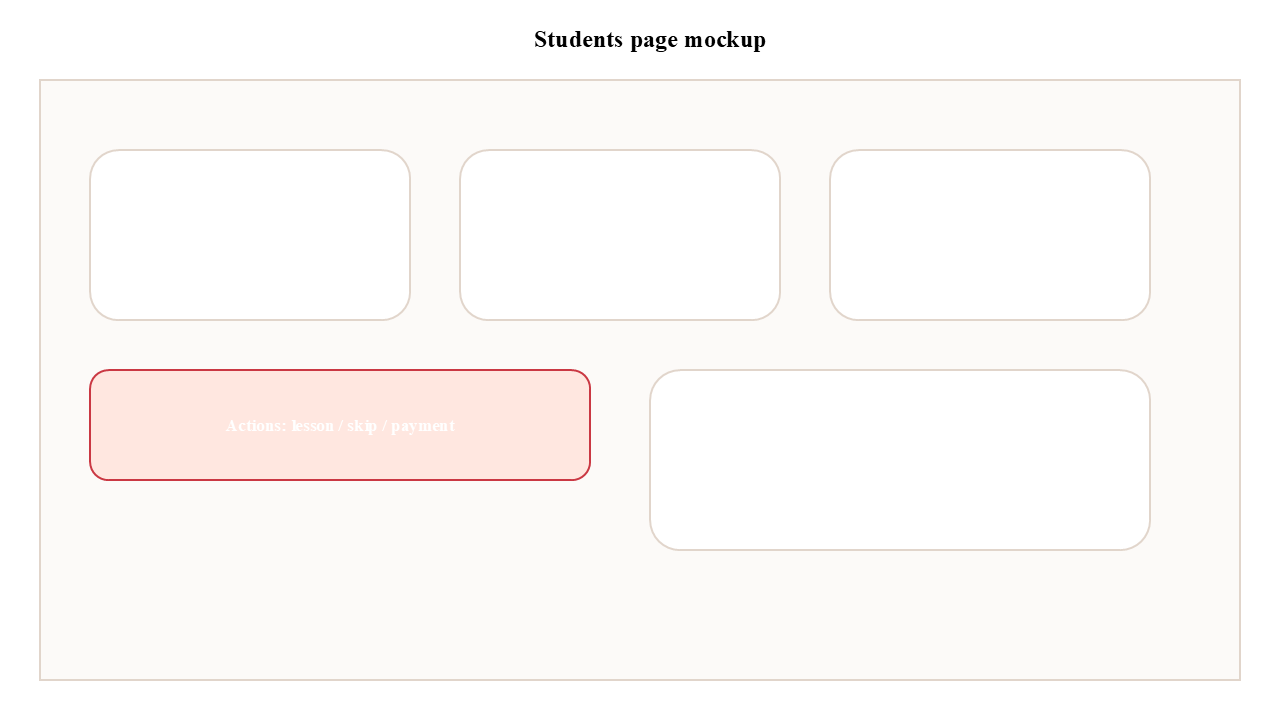 Students page mockup
Actions: lesson / skip / payment